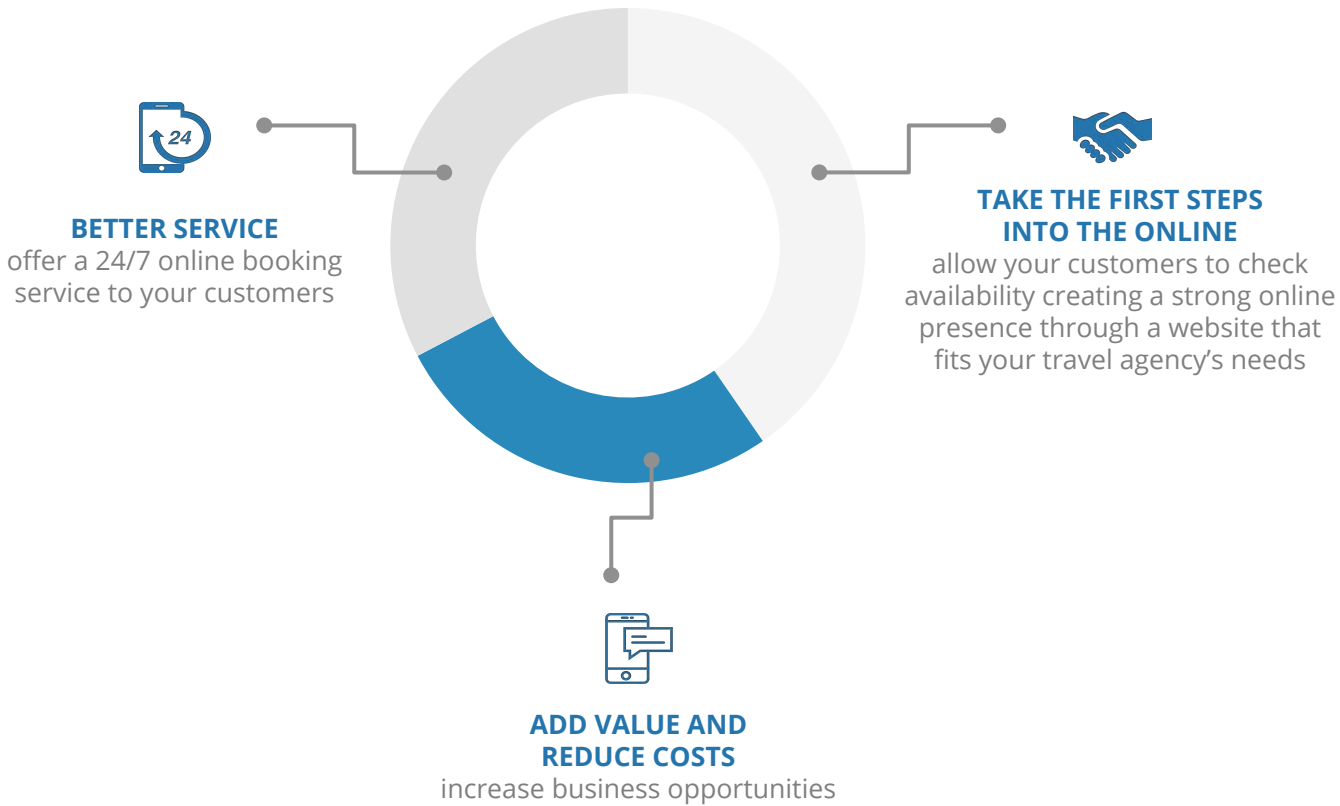 24
BETTER SERVICE
offer a 24/7 online booking
service to your customers
TAKE THE FIRST STEPS
INTO THE ONLINE
allow your customers to check
availability creating a strong online
presence through a website that
fits your travel agency’s needs
ADD VALUE AND
REDUCE COSTS
increase business opportunities